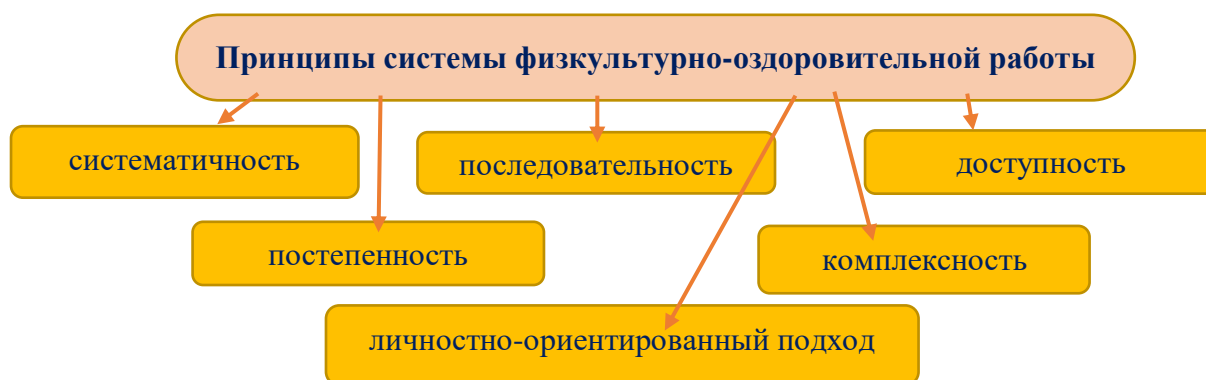 Принципы системы физкультурно-оздоровительной работы
систематичность
последовательность
доступность
постепенность
комплексность
личностно-ориентированный подход